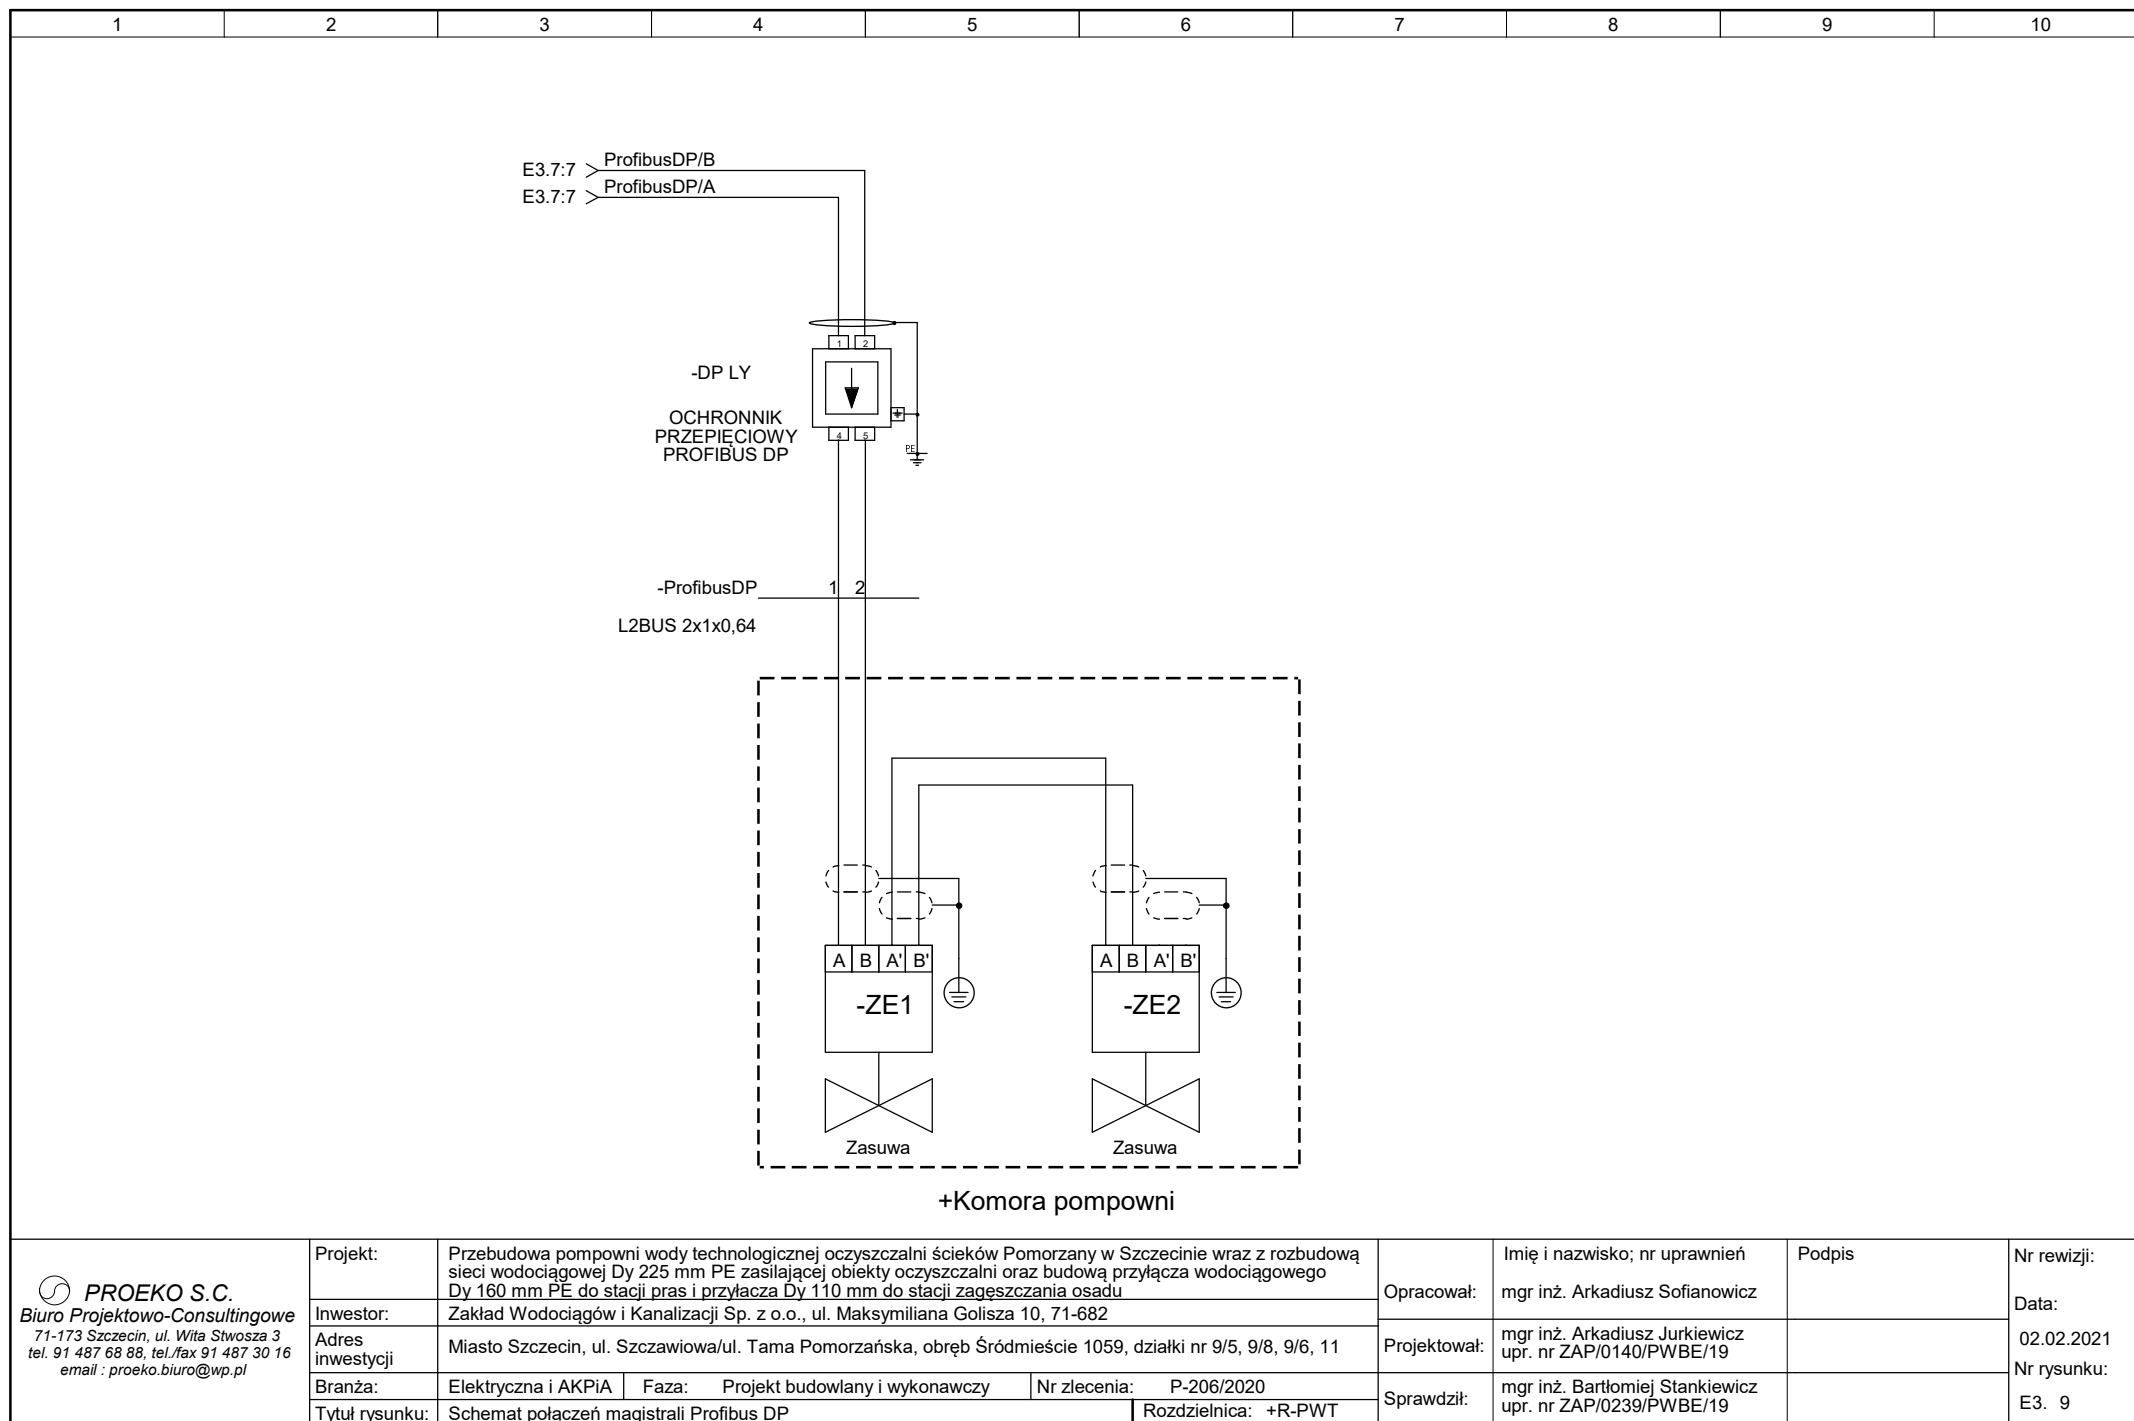 1 2 3 4 5 6 7 8 9 10
E3.7:7 ProfibusDP/B
E3.7:7 ProfibusDP/A
1 2
-DP LY
OCHRONNIK
PRZEPIĘCIOWY
PROFIBUS DP
4 5
PE
-ProfibusDP 1 2
L2BUS 2x1x0,64
A B A' B'
-ZE1
Zasuwa
A B A' B'
-ZE2
Zasuwa
+Komora pompowni
PROEKO S.C.
Biuro Projektowo-Consultingowe
71-173 Szczecin, ul. Wita Stwosza 3
tel. 91 487 68 88, tel./fax 91 487 30 16
email : proeko.biuro@wp.pl
Projekt:
Przebudowa pompowni wody technologicznej oczyszczalni ścieków Pomorzany w Szczecinie wraz z rozbudową
sieci wodociągowej Dy 225 mm PE zasilającej obiekty oczyszczalni oraz budową przyłącza wodociągowego
Dy 160 mm PE do stacji pras i przyłacza Dy 110 mm do stacji zagęszczania osadu
Inwestor: Zakład Wodociągów i Kanalizacji Sp. z o.o., ul. Maksymiliana Golisza 10, 71-682
Adres
inwestycji
Miasto Szczecin, ul. Szczawiowa/ul. Tama Pomorzańska, obręb Śródmieście 1059, działki nr 9/5, 9/8, 9/6, 11
Branża: Elektryczna i AKPiA Faza: Projekt budowlany i wykonawczy Nr zlecenia: P-206/2020
Tytuł rysunku: Schemat połączeń magistrali Profibus DP Rozdzielnica: +R-PWT
Imię i nazwisko; nr uprawnień Podpis
Opracował: mgr inż. Arkadiusz Sofianowicz
Projektował: mgr inż. Arkadiusz Jurkiewicz
upr. nr ZAP/0140/PWBE/19
Sprawdził: mgr inż. Bartłomiej Stankiewicz
upr. nr ZAP/0239/PWBE/19
Nr rewizji:
Data:
02.02.2021
Nr rysunku:
E3. 9